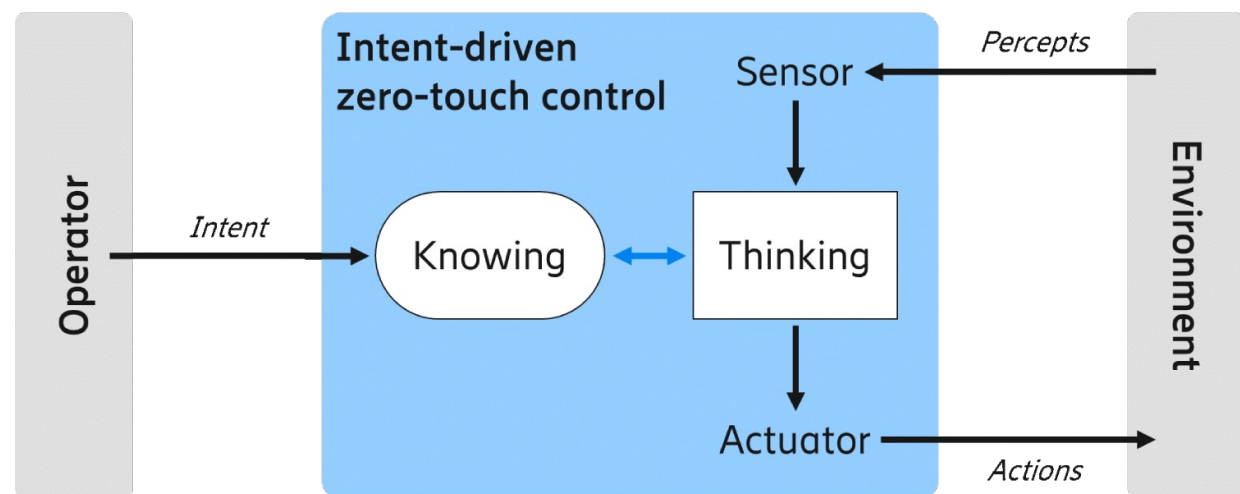 Intent-driven
zero-touch control
Percepts
Sensor
Operator
Intent
Knowing
Thinking
Environment
Actuator
Actions